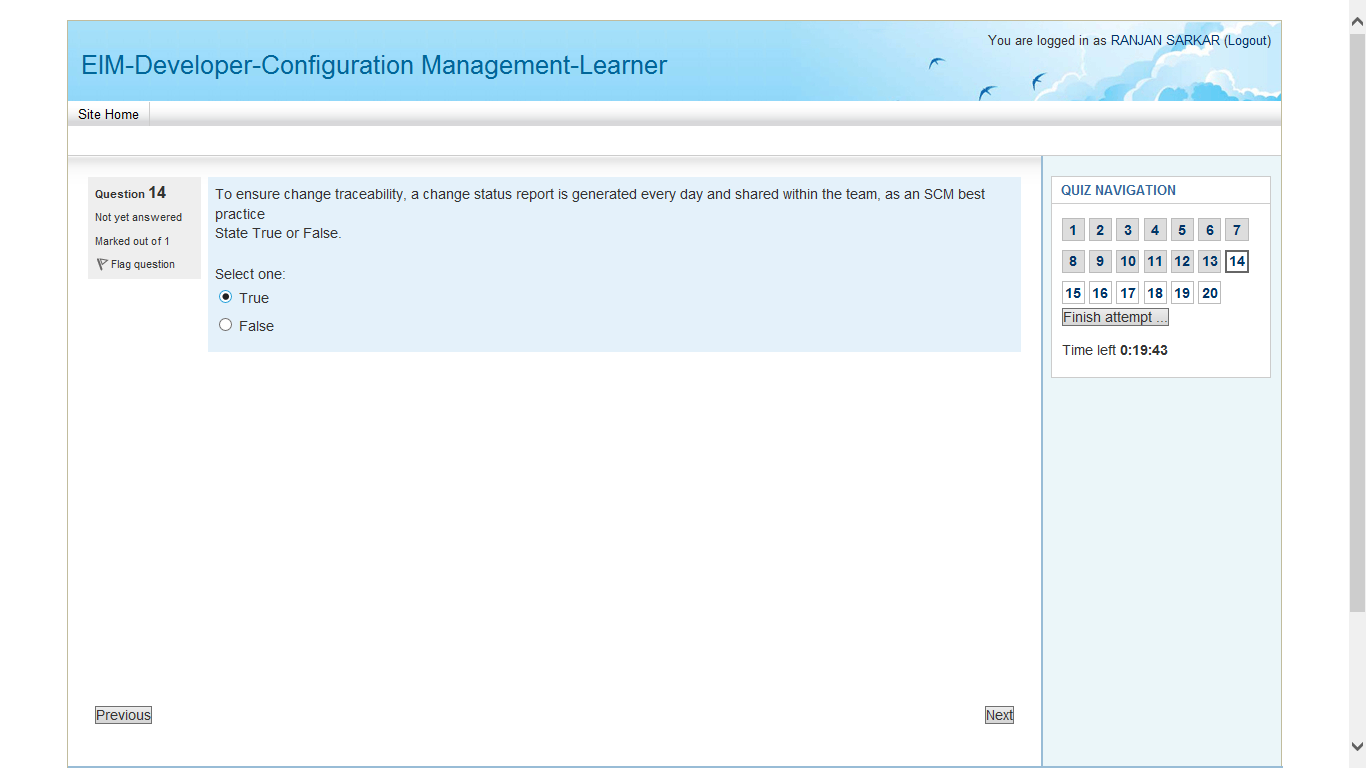 You are logged in as RANJAN SARKAR (Logout)
EIM-Developer-Configuration Management-Learner
Site Home
Question 14
Not yet answered
Marked out of 1
Flag question
To ensure change traceability, a change status report is generated every day and shared within the team, as an SCM best
practice
State True or False.
Select one:
True
False
QUIZ NAVIGATION
1 2 3 4 5 6 7
8 9 10 11 12 13 14
15 16 17 18 19 20
Finish attempt ...
Time left 0:19:43
Previous
Next